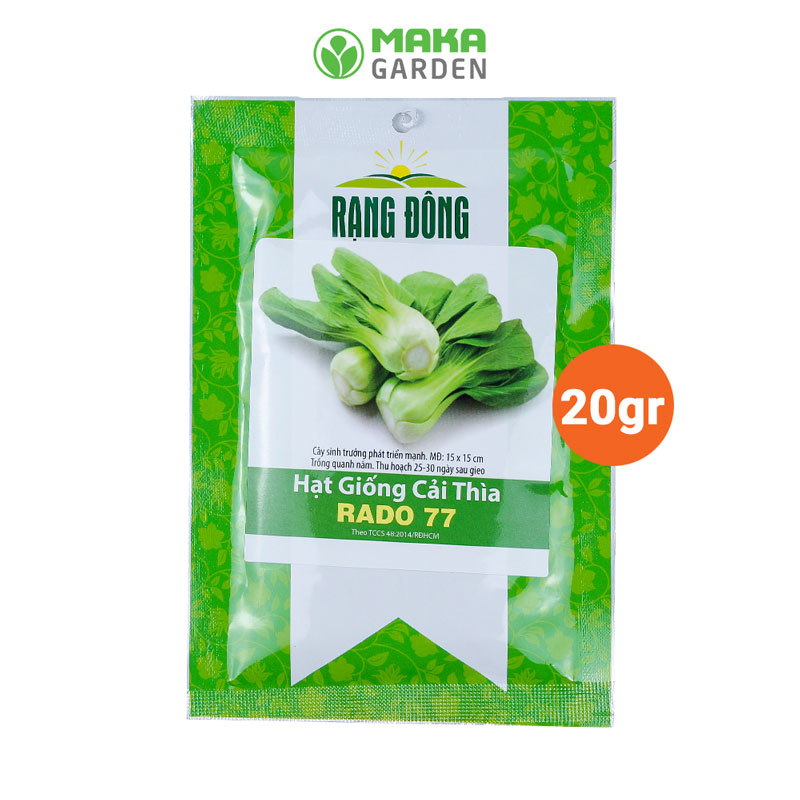 MAKA
GARDEN
RẠNG ĐÔNG
20gr
Cây sinh trưởng phát triển mạnh. MĐ: 15 x 15 cm
Trồng quanh năm. Thu hoạch 25-30 ngày sau gieo
Hạt Giống Cải Thìa
RADO 77
Theo TCCS 48:2014/RĐHCM